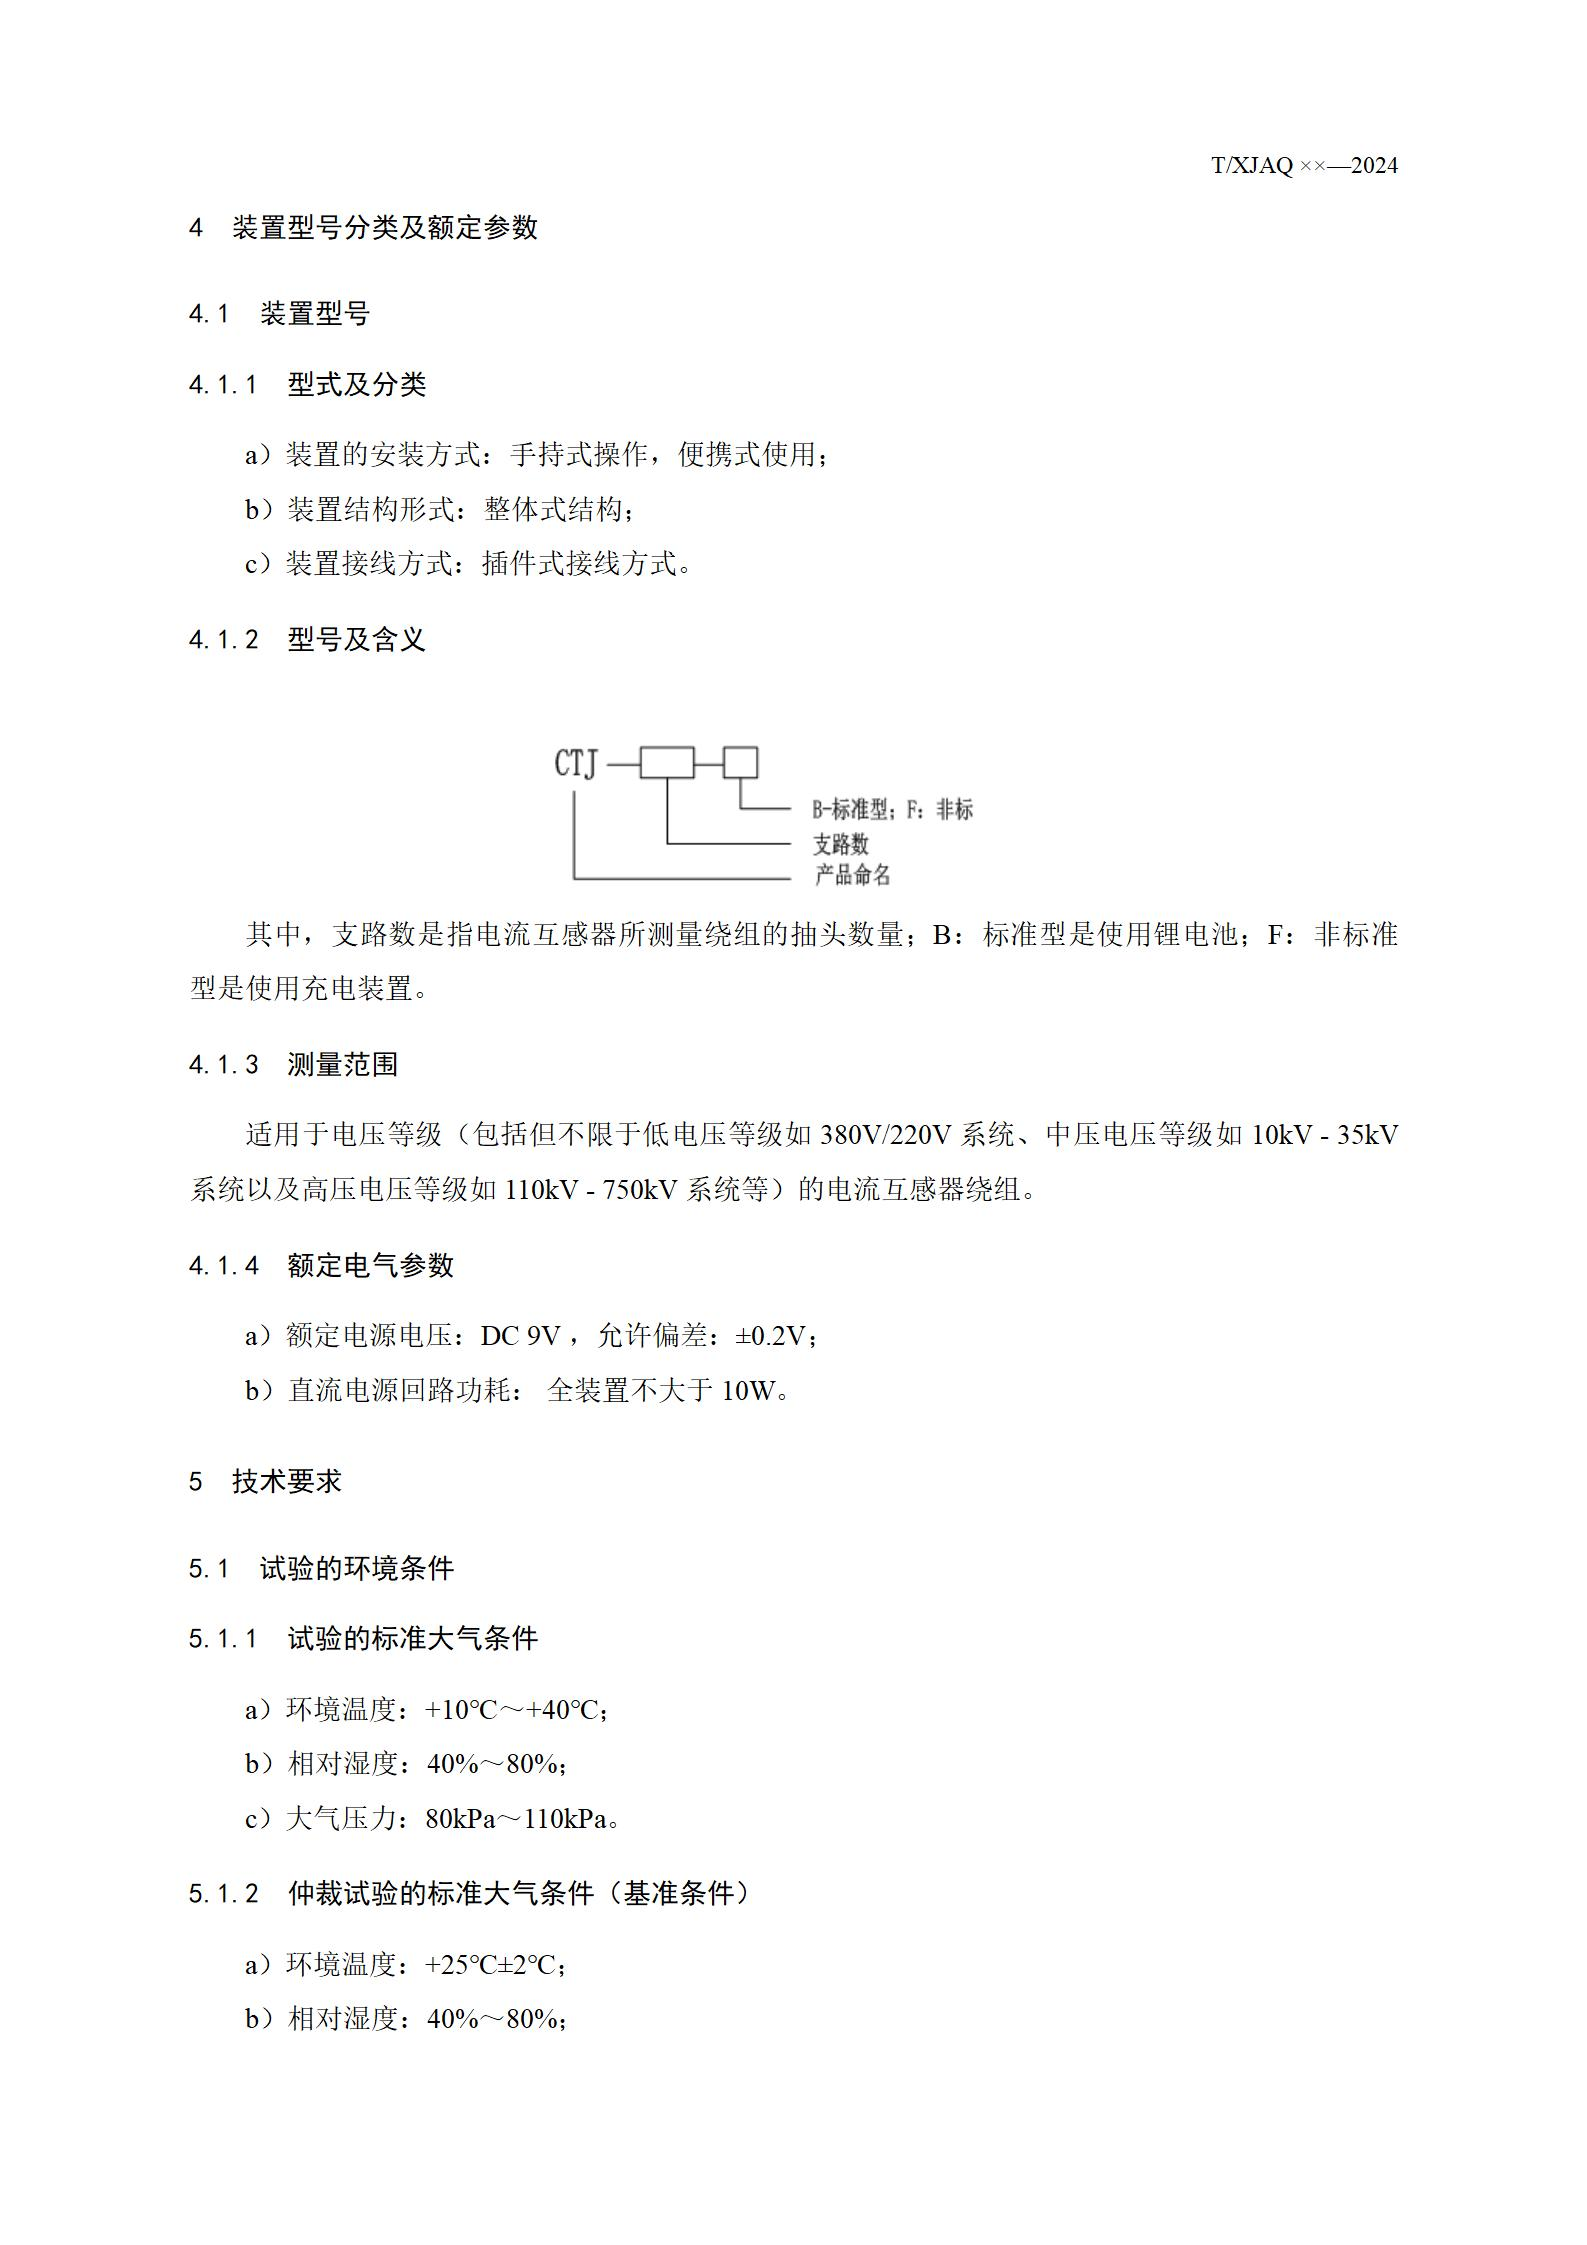 T/XJAQ ××—2024
4 装置型号分类及额定参数
4.1 装置型号
4.1.1 型式及分类
a）装置的安装方式：手持式操作，便携式使用；
b）装置结构形式：整体式结构；
c）装置接线方式：插件式接线方式。
4.1.2 型号及含义
CTJ
B-标准型；F：非标
支路数
产品命名
其中，支路数是指电流互感器所测量绕组的抽头数量；B：标准型是使用锂电池；F：非标准
型是使用充电装置。
4.1.3 测量范围
适用于电压等级（包括但不限于低电压等级如 380V/220V 系统、中压电压等级如 10kV - 35kV
系统以及高压电压等级如 110kV - 750kV 系统等）的电流互感器绕组。
4.1.4 额定电气参数
a）额定电源电压：DC 9V ，允许偏差：±0.2V；
b）直流电源回路功耗： 全装置不大于 10W。
5 技术要求
5.1 试验的环境条件
5.1.1 试验的标准大气条件
a）环境温度：+10℃～+40℃；
b）相对湿度：40%～80%；
c）大气压力：80kPa～110kPa。
5.1.2 仲裁试验的标准大气条件（基准条件）
a）环境温度：+25℃±2℃；
b）相对湿度：40%～80%；